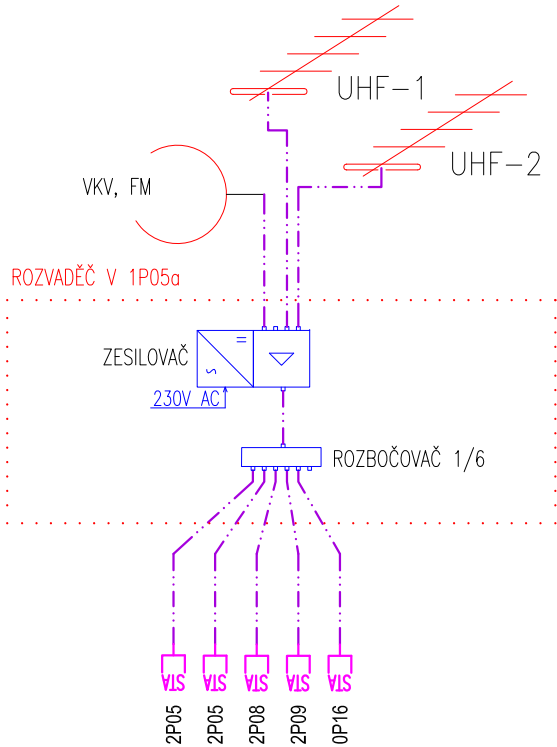 UHF-1
UHF-2
VKV, FM
ROZVADĚČ V 1P05a
ZESILOVAČ
230V AC
ROZBOČOVAČ 1/6
STA
STA
STA
STA
STA
2P05
2P05
2P08
2P09
0P16